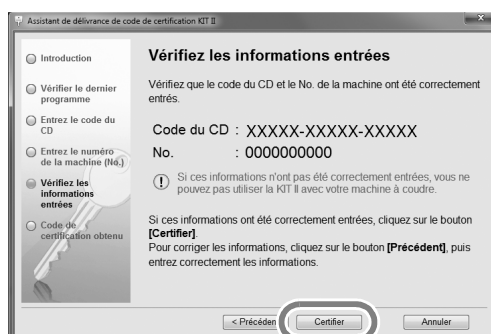 Assistant de délivrance de code de certification KIT II
Introduction
Vérifier le dernier
programme
Entrez le code du
CD
Entrez le numéro
de la machine (No.)
Vérifiez les
informations
entrées
Code de
certification obtenu
Vérifiez les informations entrées
Vérifiez que le code du CD et le No. de la machine ont été correctement
entrés.
Code du CD : XXXXX-XXXXX-XXXXX
No. : 0000000000
Si ces informations n'ont pas été correctement entrées, vous ne
pouvez pas utiliser la KIT II avec votre machine à coudre.
Si ces informations ont été correctement entrées, cliquez sur le bouton
[Certifier].
Pour corriger les informations, cliquez sur le bouton [Précédent], puis
entrez correctement les informations.
< Précéden
Certifier
Annuler